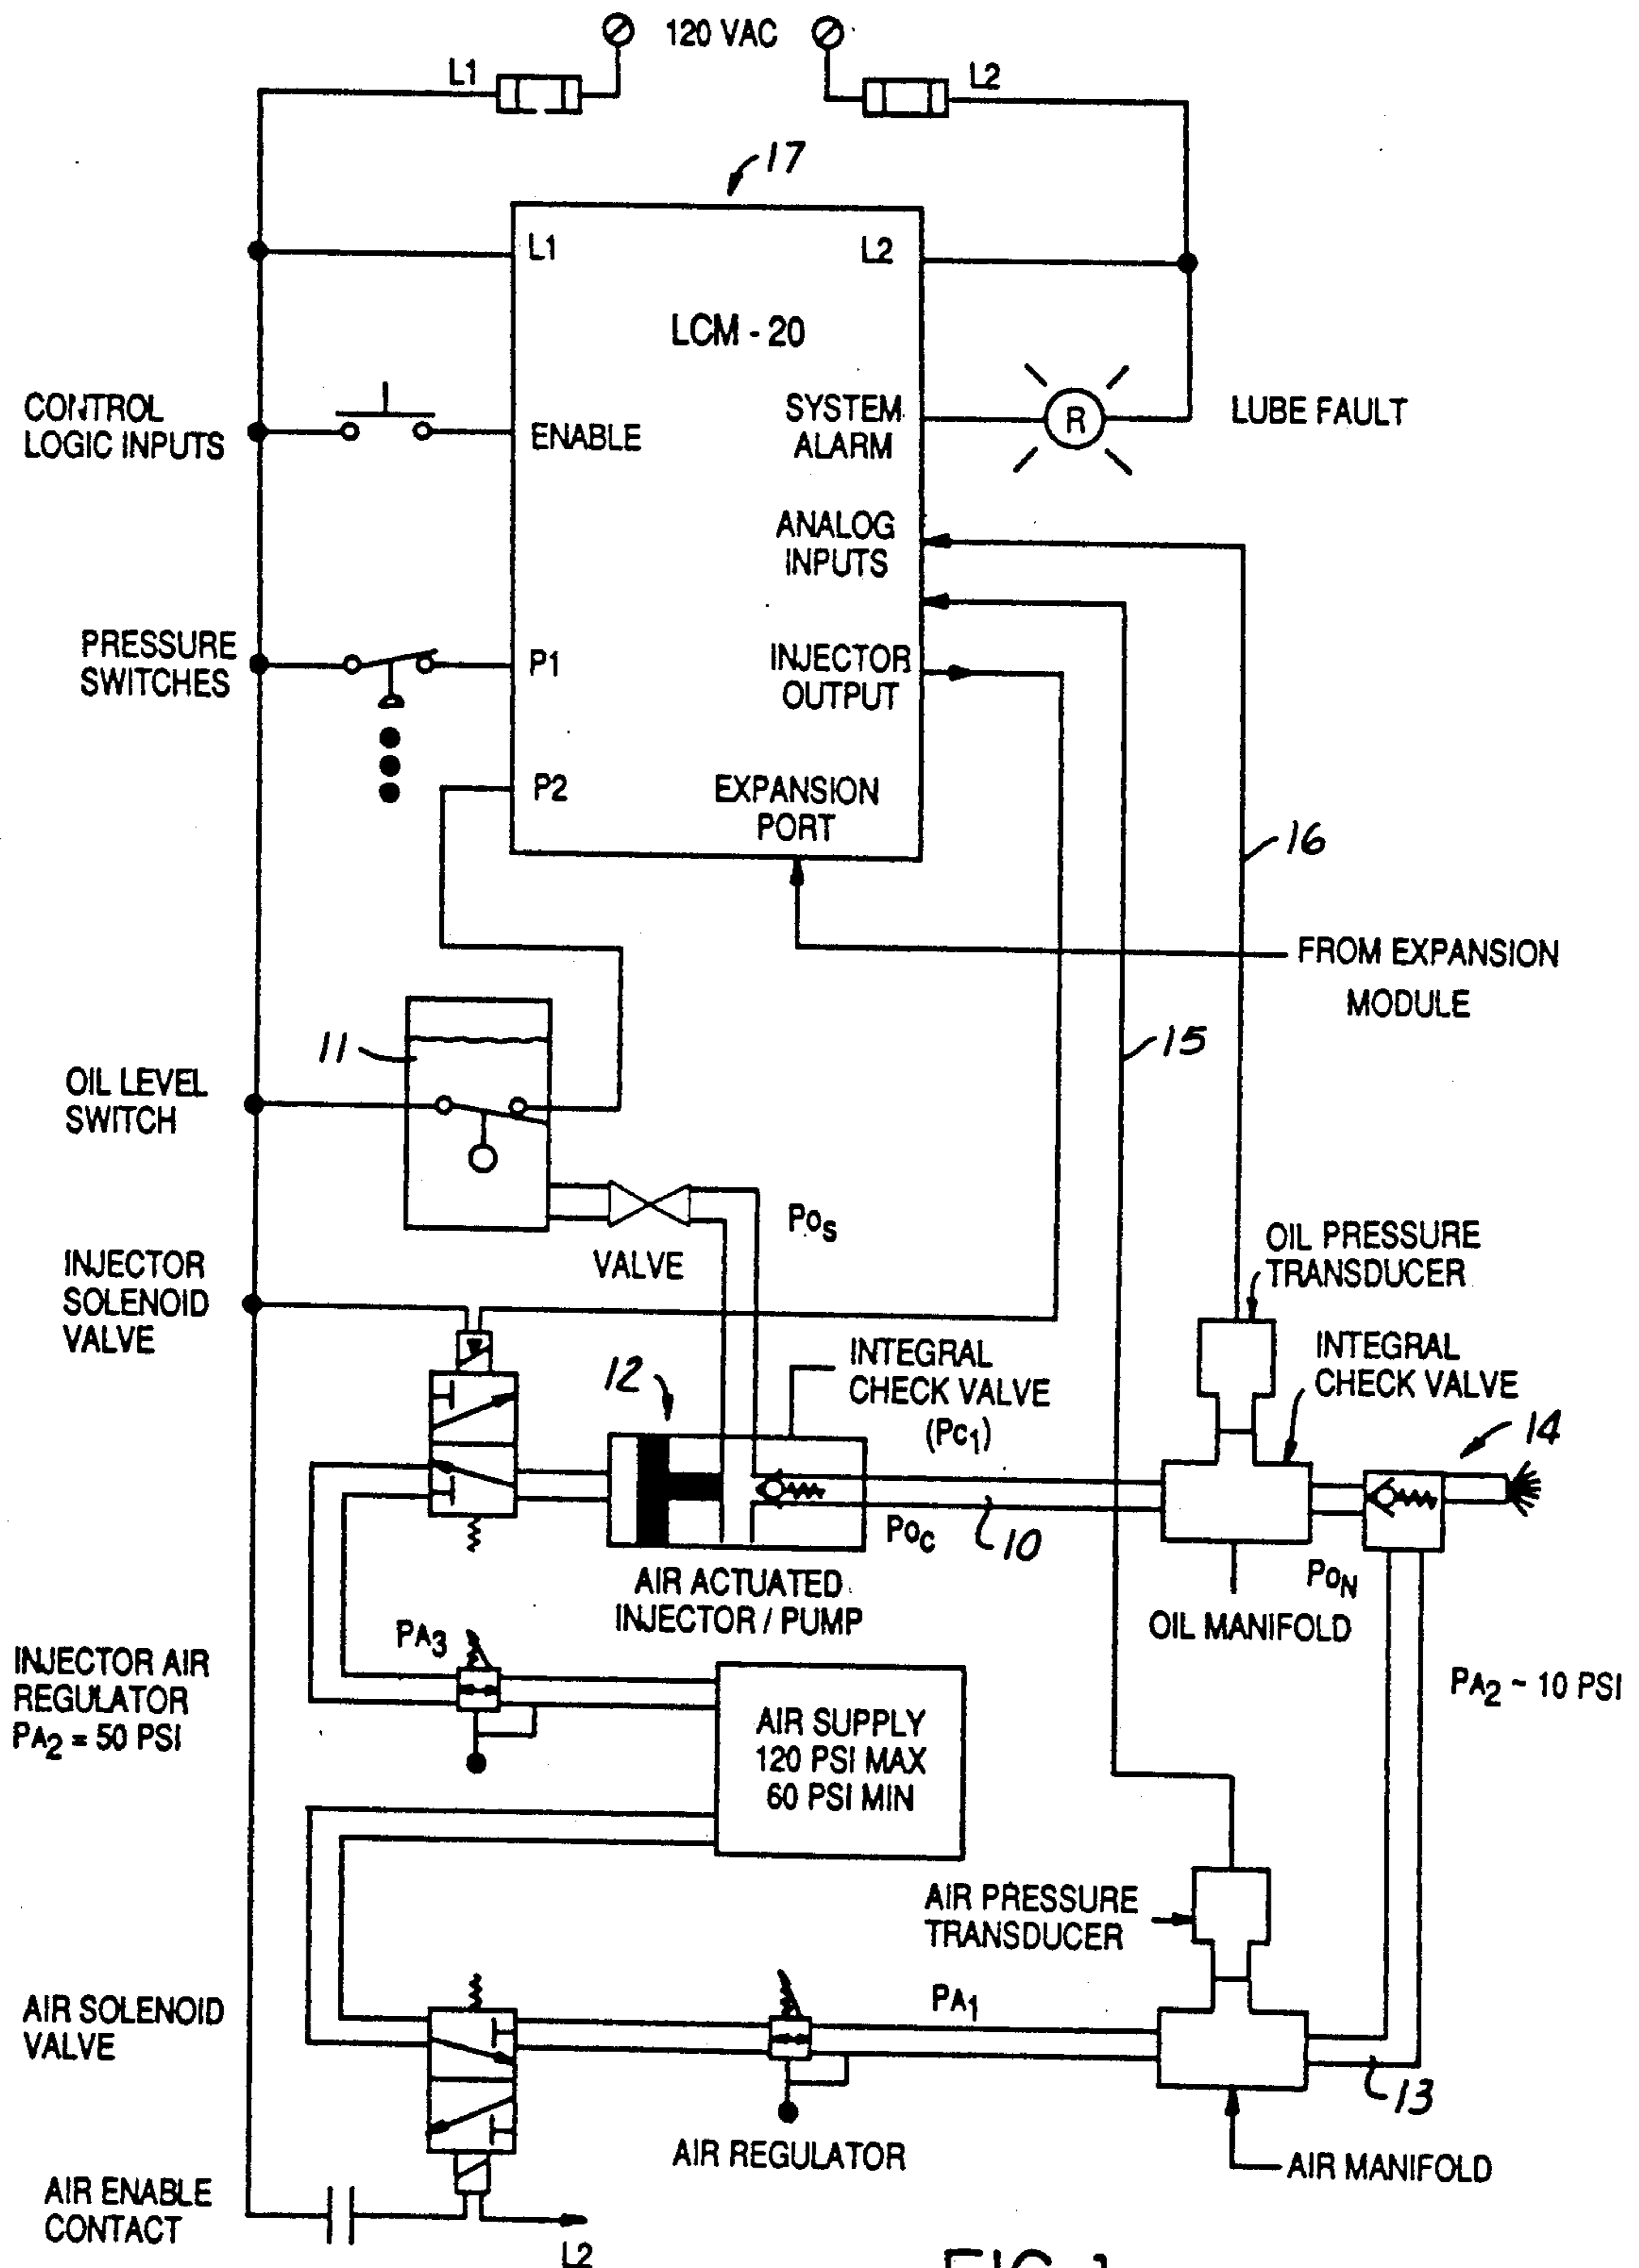 120 VAC
L1
L2
17
L1
L2
LCM - 20
CONTROL
LOGIC INPUTS
ENABLE
SYSTEM
ALARM
R
LUBE FAULT
ANALOG
INPUTS
PRESSURE
SWITCHES
P1
INJECTOR
OUTPUT
P2
EXPANSION
PORT
16
FROM EXPANSION
MODULE
11
15
OIL LEVEL
SWITCH
POS
VALVE
OIL PRESSURE
TRANSDUCER
INJECTOR
SOLENOID
VALVE
12
INTEGRAL
CHECK VALVE
(PC1)
INTEGRAL
CHECK VALVE
14
POC
10
AIR ACTUATED
INJECTOR / PUMP
PON
OIL MANIFOLD
PA3
INJECTOR AIR
REGULATOR
PA2 = 50 PSI
AIR SUPPLY
120 PSI MAX
60 PSI MIN
PA2 ~ 10 PSI
AIR PRESSURE
TRANSDUCER
AIR SOLENOID
VALVE
PA1
13
AIR REGULATOR
AIR MANIFOLD
AIR ENABLE
CONTACT
L2
FIG. 1